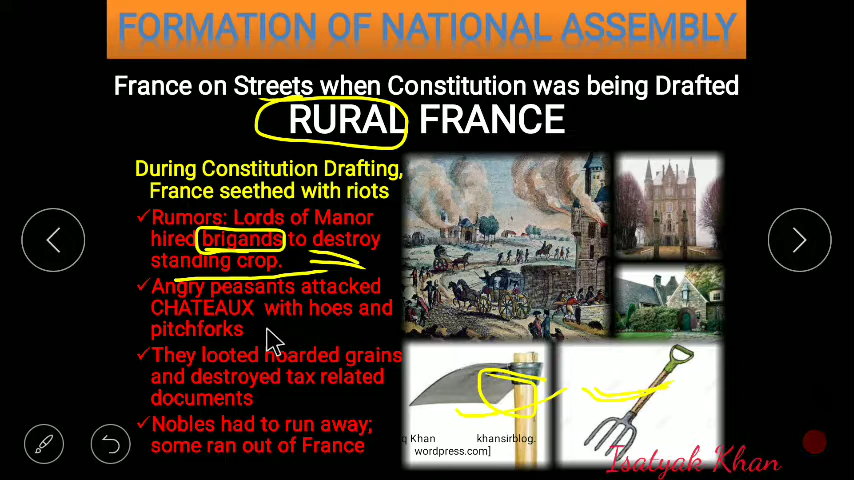 FORMATION OF NATIONAL ASSEMBLY
France on Streets when Constitution was being Drafted
RURAL FRANCE
During Constitution Drafting,
France seethed with riots
✓Rumors: Lords of Manor
hired brigands to destroy
standing crop.
✓Angry peasants attacked
CHATEAUX with hoes and
pitchforks
✓They looted hoarded grains
and destroyed tax related
documents
✓Nobles had to run away;
some ran out of France
q Khan khansirblog.
wordpress.com]
Isatyak Khan